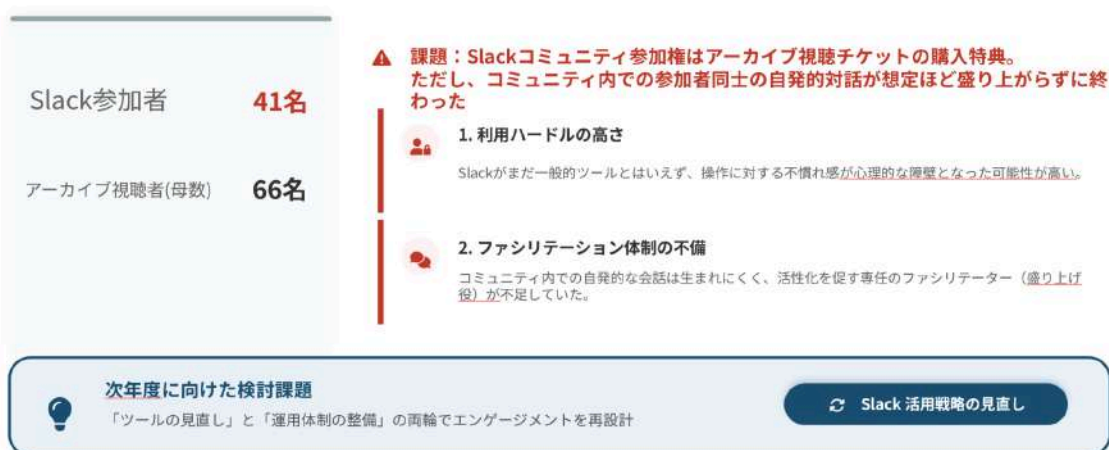 Slack参加者 41名
アーカイブ視聴者(母数) 66名
課題：Slackコミュニティ参加権はアーカイブ視聴チケットの購入特典。
ただし、コミュニティ内での参加者同士の自発的対話が想定ほど盛り上がらずに終
わった
1. 利用ハードルの高さ
Slackがまだ一般的ツールとはいえず、操作に対する不慣れ感が心理的な障壁となった可能性が高い。
2. ファシリテーション体制の不備
コミュニティ内での自発的な会話は生まれにくく、活性化を促す専任のファシリテーター（盛り上げ
役）が不足していた。
次年度に向けた検討課題
「ツールの見直し」と「運用体制の整備」の両輪でエンゲージメントを再設計
Slack 活用戦略の見直し